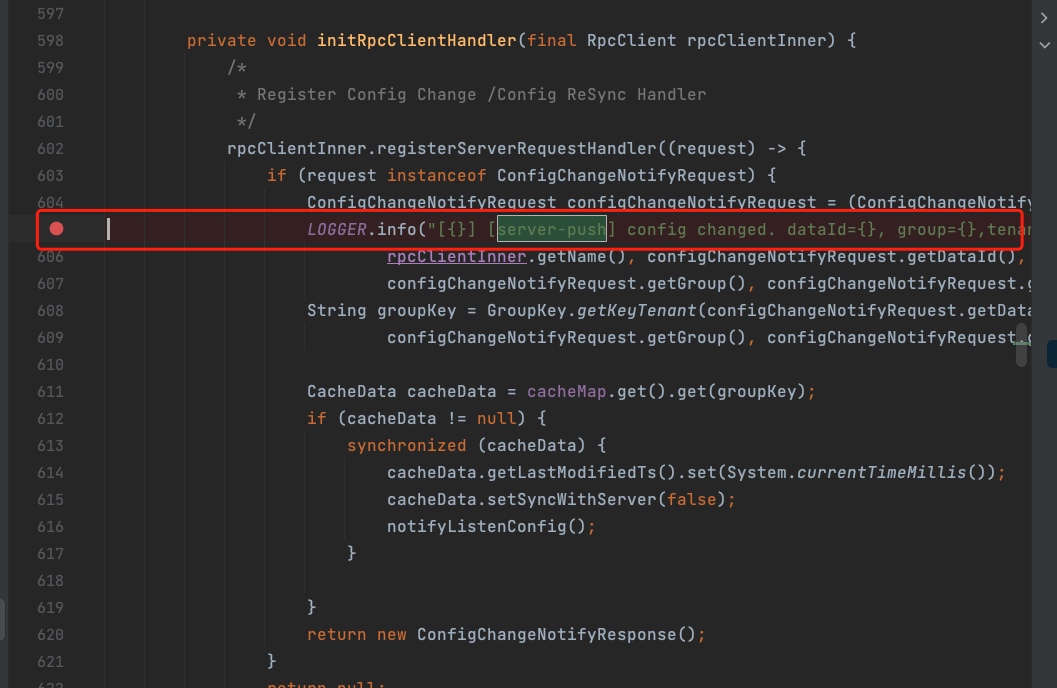 597
598 private void initRpcClientHandler(final RpcClient rpcClientInner) {
599 /*
600 * Register Config Change /Config ReSync Handler
601 */
602 rpcClientInner.registerServerRequestHandler((request) -> {
603 if (request instanceof ConfigChangeNotifyRequest) {
604 ConfigChangeNotifyRequest configChangeNotifyRequest = (ConfigChangeNotify
LOGGER.info("[{}] [server-push] config changed. dataId={}, group={},tenan
606 rpcClientInner.getName(), configChangeNotifyRequest.getDataId(),
607 configChangeNotifyRequest.getGroup(), configChangeNotifyRequest.g
608 String groupKey = GroupKey.getKeyTenant(configChangeNotifyRequest.getData
609 configChangeNotifyRequest.getGroup(), configChangeNotifyRequest.g
610
611 CacheData cacheData = cacheMap.get().get(groupKey);
612 if (cacheData != null) {
613 synchronized (cacheData) {
614 cacheData.getLastModifiedTs().set(System.currentTimeMillis());
615 cacheData.setSyncWithServer(false);
616 notifyListenConfig();
617 }
618
619 }
620 return new ConfigChangeNotifyResponse();
621 }
622 return null;